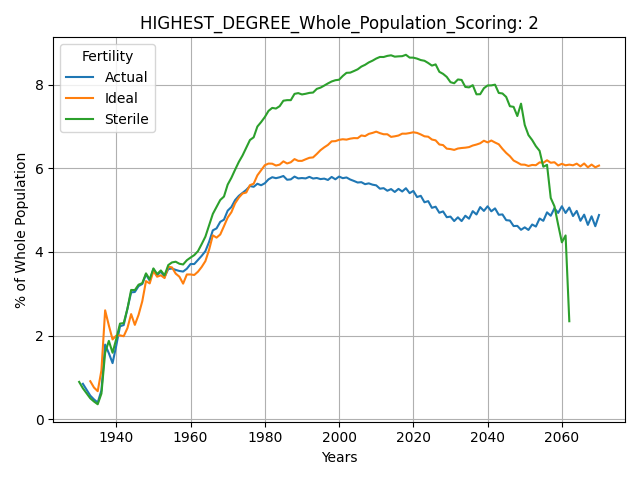 HIGHEST_DEGREE_Whole_Population_Scoring: 2
Fertility
Actual
Ideal
Sterile
% of Whole Population
8
6
4
2
0
1940 1960 1980 2000 2020 2040 2060
Years